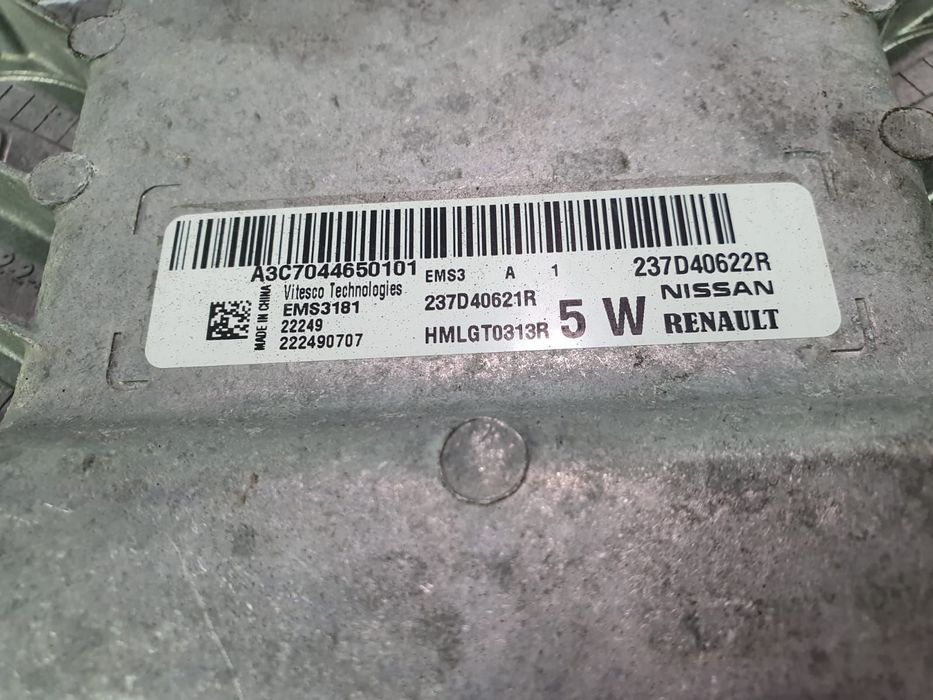 A3C7044650101 EMS3 A 1 237D40622R
MADE IN CHINA
Vitesco Technologies 237D40621R NISSAN
EMS3181
22249 HMLGT0313R 5 W RENAULT
222490707